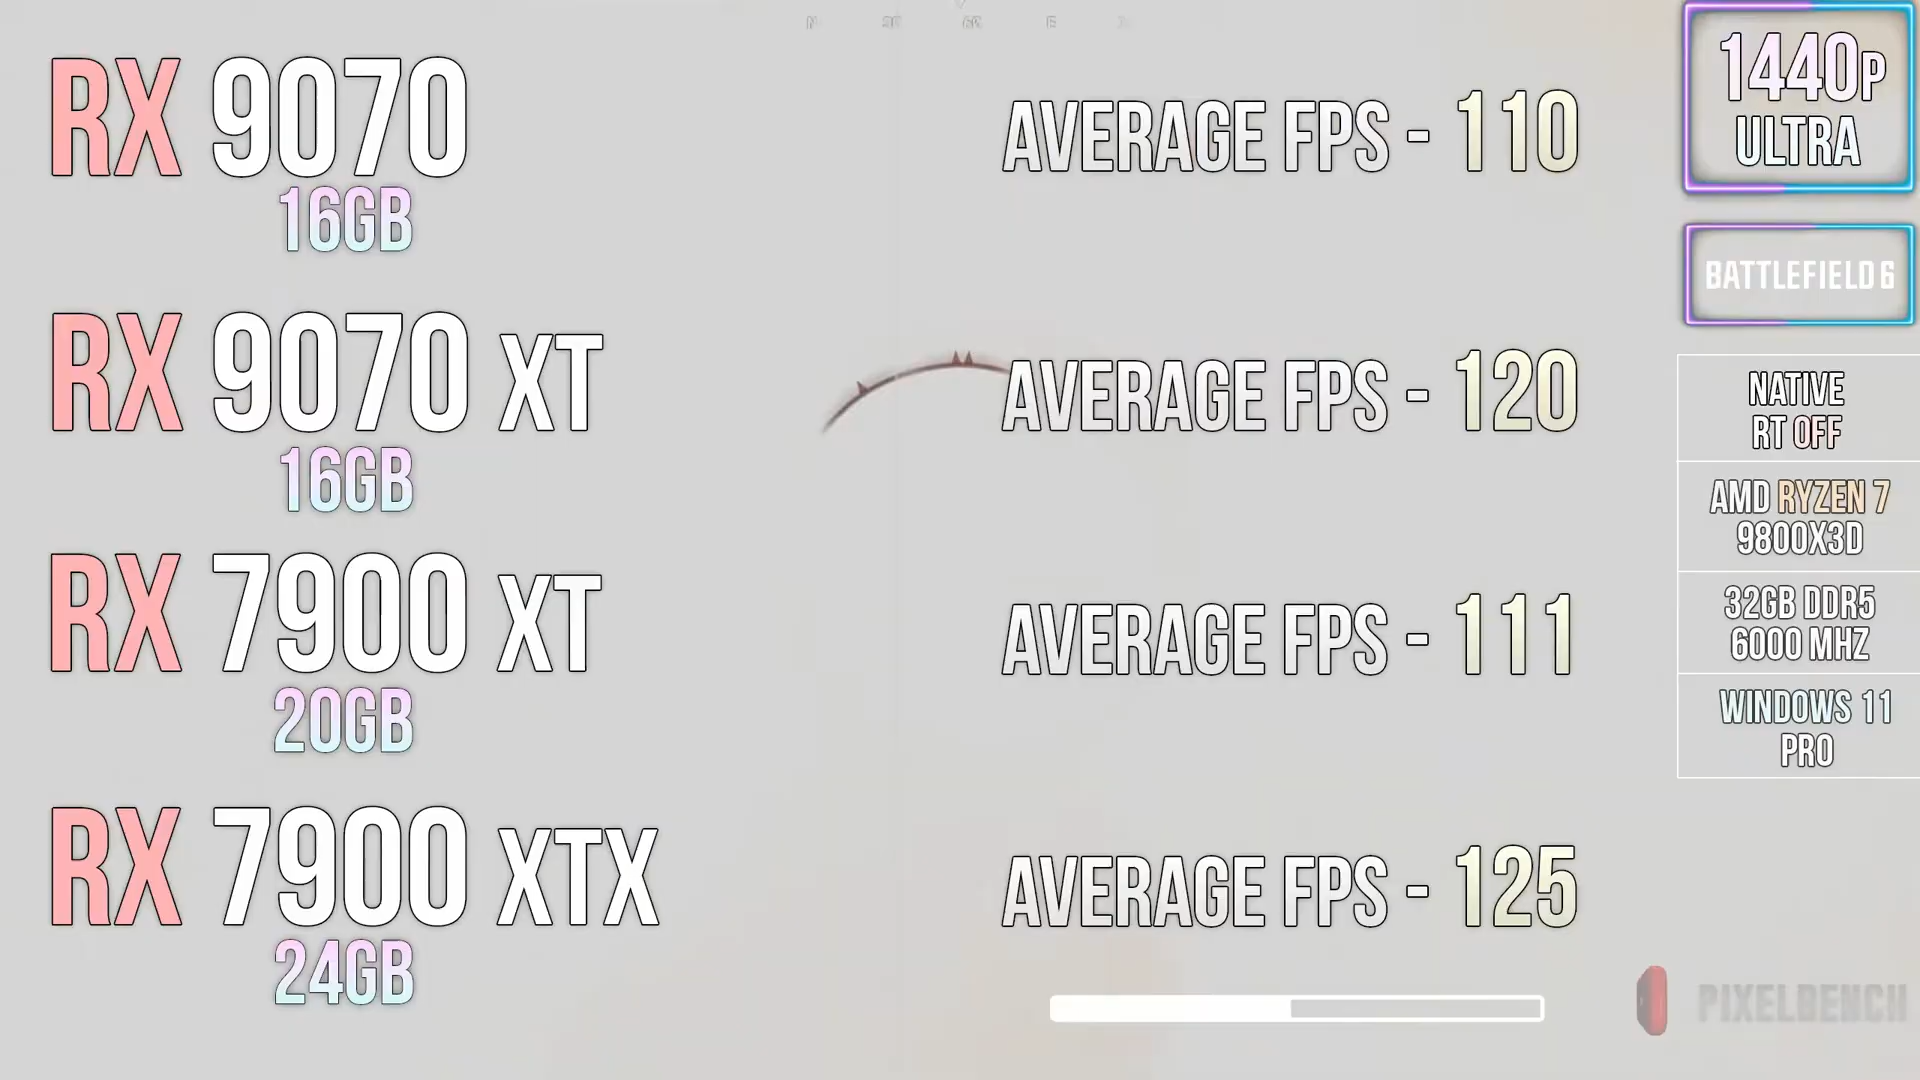 N 30 60 E
RX 9070
16GB
AVERAGE FPS - 110
RX 9070 XT
16GB
AVERAGE FPS - 120
RX 7900 XT
20GB
AVERAGE FPS - 111
RX 7900 XTX
24GB
AVERAGE FPS - 125
1440P
ULTRA
BATTLEFIELD 6
NATIVE
RT OFF
AMD RYZEN 7
9800X3D
32GB DDR5
6000 MHZ
WINDOWS 11
PRO
PIXELBENCH